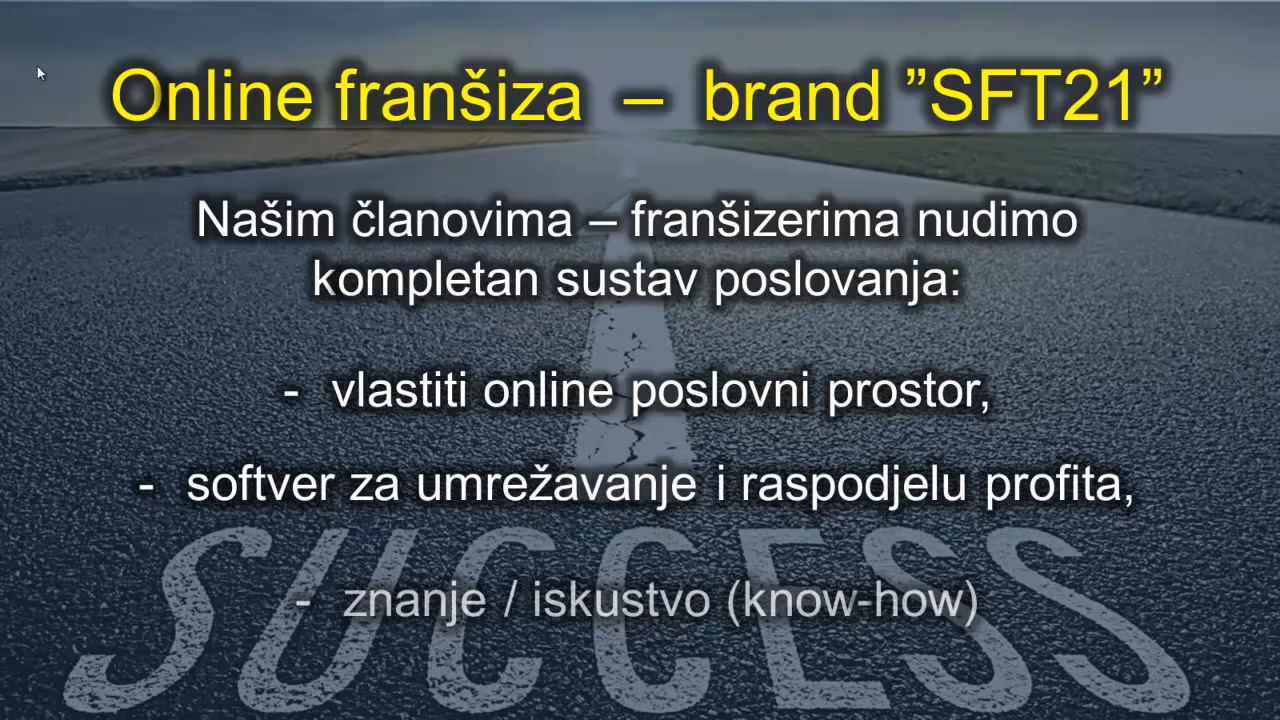 Online franšiza – brand ”SFT21”
Našim članovima – franšizerima nudimo
kompletan sustav poslovanja:
- vlastiti online poslovni prostor,
- softver za umrežavanje i raspodjelu profita,
- znanje / iskustvo (know-how)
SUCCESS